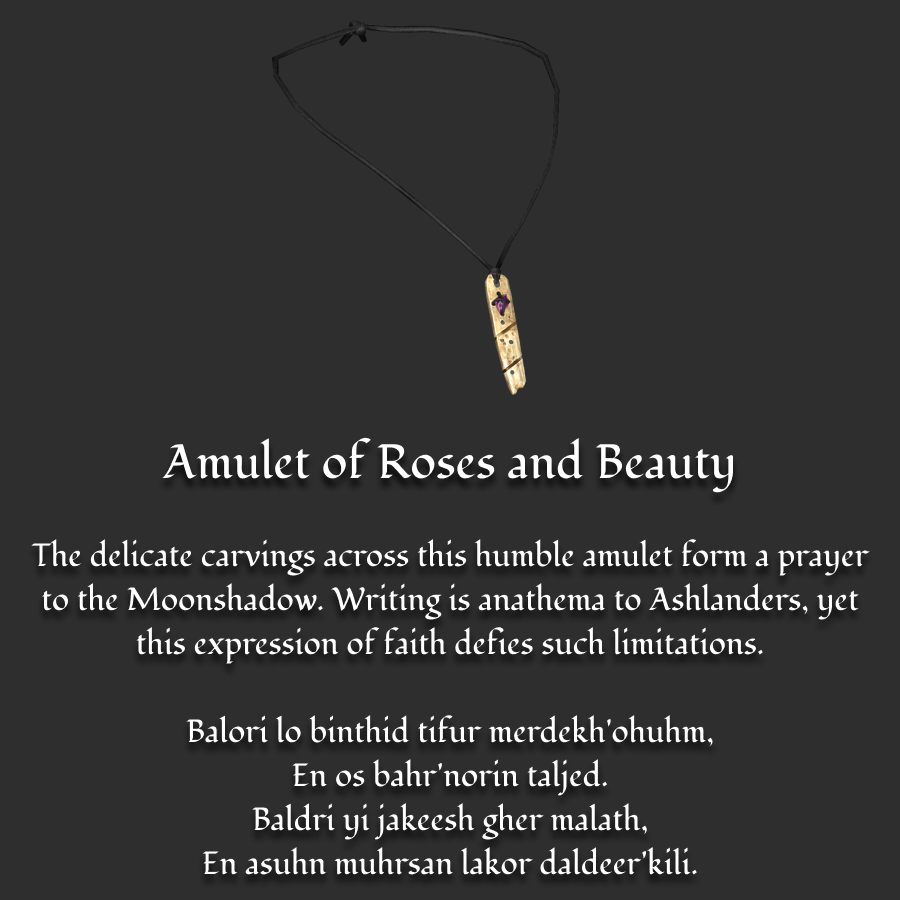 Amulet of Roses and Beauty
The delicate carvings across this humble amulet form a prayer
to the Moonshadow. Writing is anathema to Ashlanders, yet
this expression of faith defies such limitations.
Balori lo binthid tifur merdekh'ohuhm,
En os bahr'norin taljed.
Baldri yi jakeesh gher malath,
En asuhn muhrsan lakor daldeer'kili.